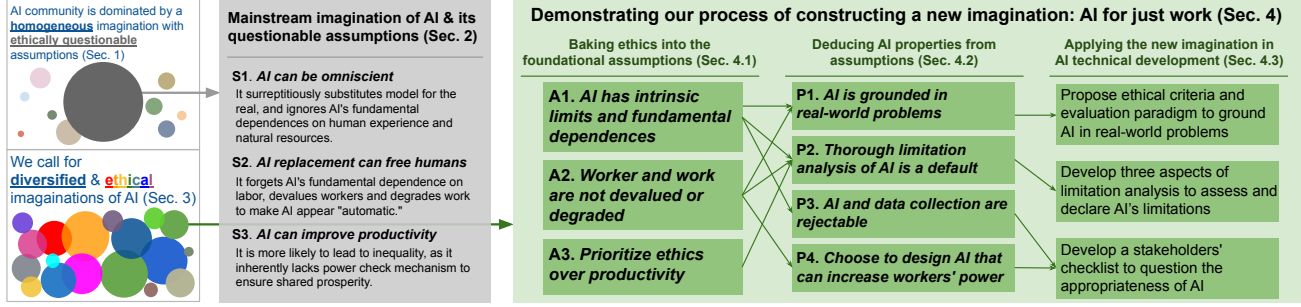 AI community is dominated by a
homogeneous imagination with
ethically questionable
assumptions (Sec. 1)
We call for
diversified & ethical
imagainations of AI (Sec. 3)
Mainstream imagination of AI & its
questionable assumptions (Sec. 2)
S1. AI can be omniscient
It surreptitiously substitutes model for the
real, and ignores AI's fundamental
dependences on human experience and
natural resources.
S2. AI replacement can free humans
It forgets AI's fundamental dependence on
labor, devalues workers and degrades work
to make AI appear "automatic."
S3. AI can improve productivity
It is more likely to lead to inequality, as it
inherently lacks power check mechanism to
ensure shared prosperity.
Demonstrating our process of constructing a new imagination: AI for just work (Sec. 4)
Baking ethics into the
foundational assumptions (Sec. 4.1)
A1. AI has intrinsic
limits and fundamental
dependences
A2. Worker and work
are not devalued or
degraded
A3. Prioritize ethics
over productivity
Deducing AI properties from
assumptions (Sec. 4.2)
P1. AI is grounded in
real-world problems
P2. Thorough limitation
analysis of AI is a default
P3. AI and data collection are
rejectable
P4. Choose to design AI that
can increase workers' power
Applying the new imagination in
AI technical development (Sec. 4.3)
Propose ethical criteria and
evaluation paradigm to ground
AI in real-world problems
Develop three aspects of
limitation analysis to assess and
declare AI's limitations
Develop a stakeholders'
checklist to question the
appropriateness of AI